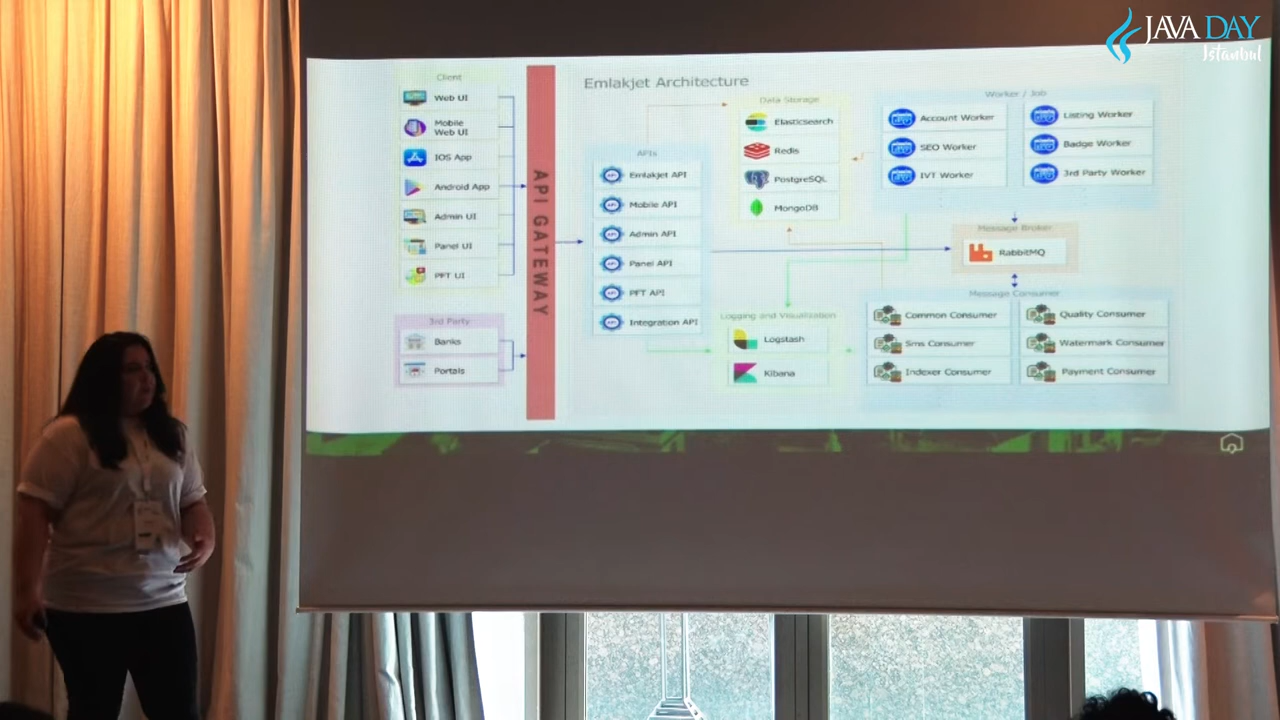 JAVA DAY
Istanbul
Emlakjet Architecture
Client
Web UI
Mobile
Web UI
IOS App
Android App
Admin UI
Panel UI
PFT UI
3rd Party
Banks
Portals
API GATEWAY
APIs
Emlakjet API
Mobile API
Admin API
Panel API
PFT API
Integration API
Data Storage
Elasticsearch
Redis
PostgreSQL
MongoDB
Logging and Visualization
Logstash
Kibana
Worker / Job
Account Worker
SEO Worker
IVT Worker
Listing Worker
Badge Worker
3rd Party Worker
Message Broker
RabbitMQ
Message Consumer
Common Consumer
Sms Consumer
Indexer Consumer
Quality Consumer
Watermark Consumer
Payment Consumer